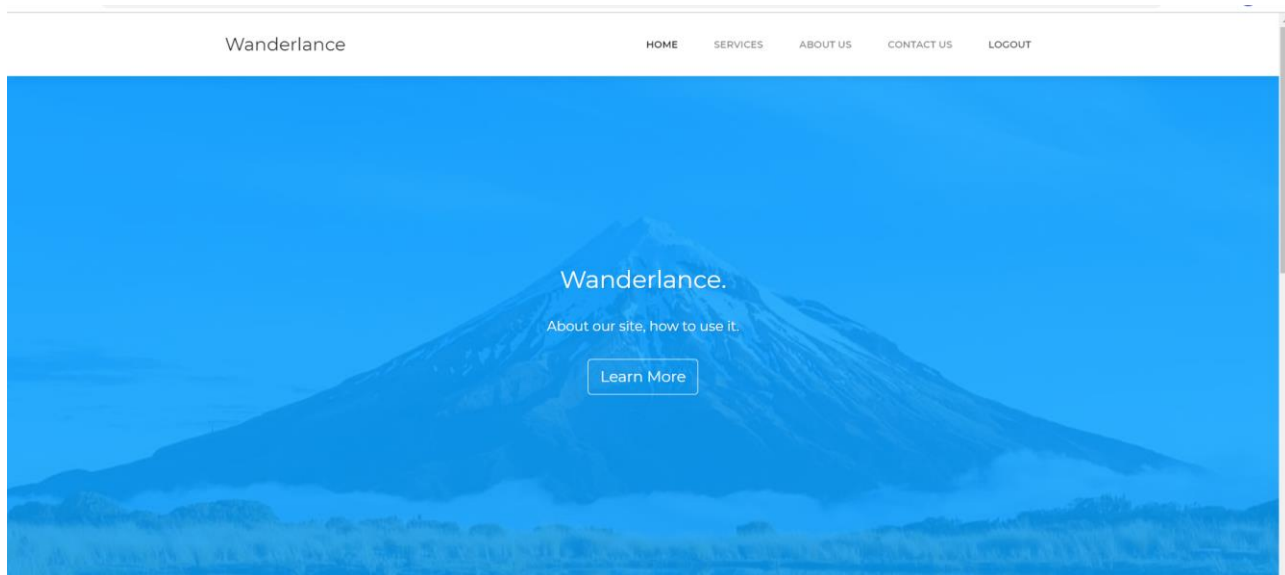 Wanderlance
HOME SERVICES ABOUT US CONTACT US LOGOUT
Wanderlance.
About our site, how to use it.
Learn More